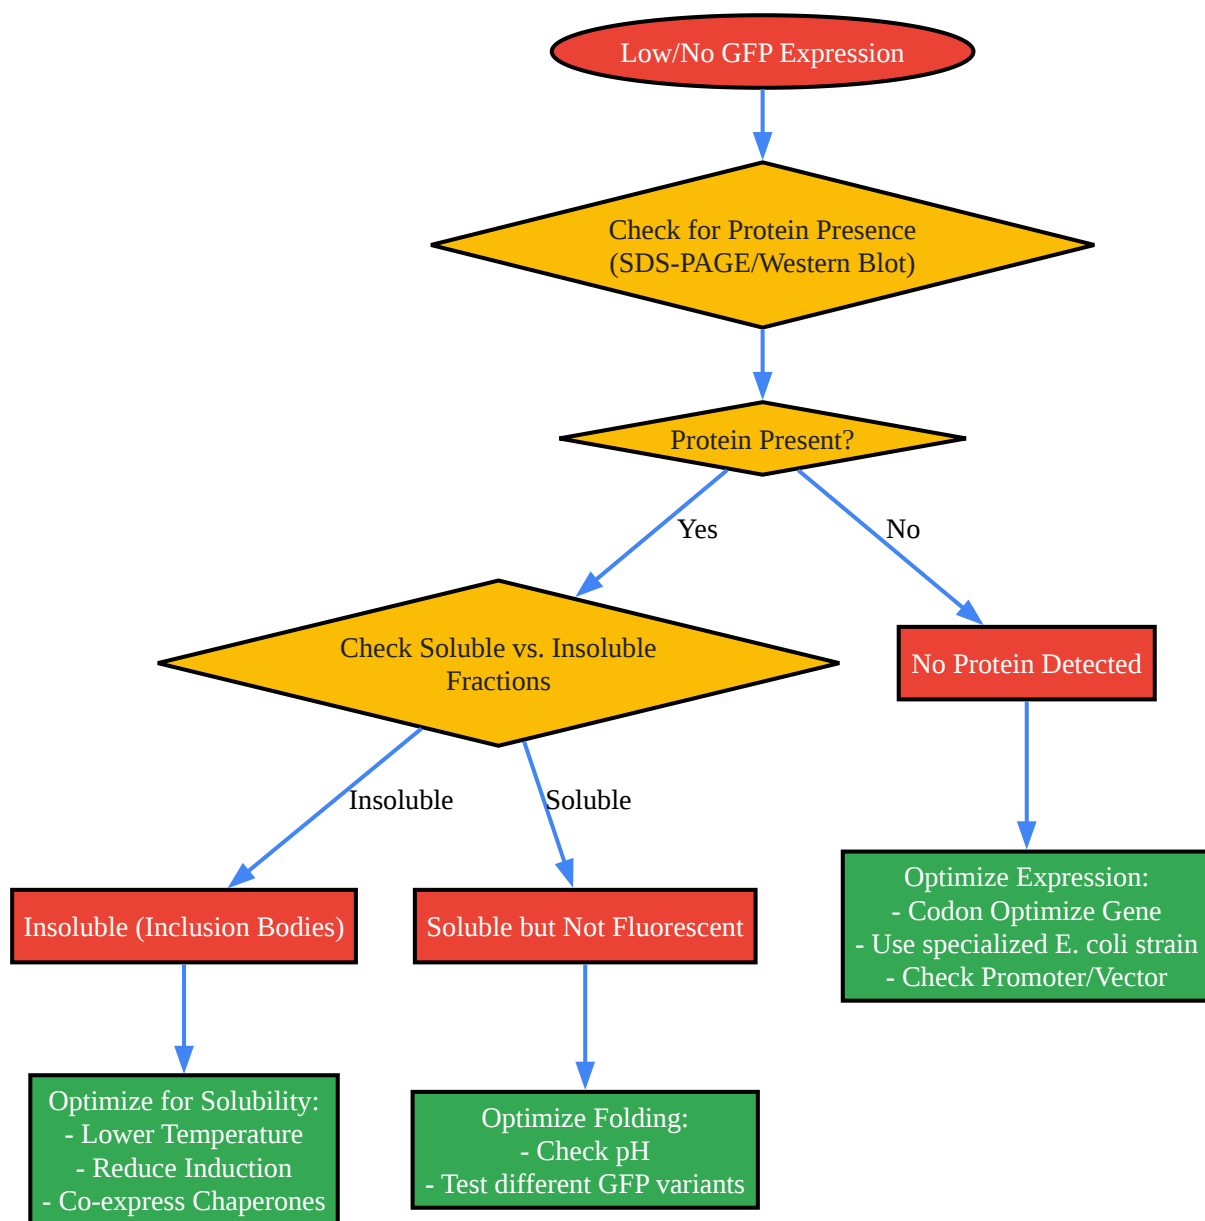 Low/No GFP Expression
Check for Protein Presence
(SDS-PAGE/Western Blot)
Protein Present?
Yes
No
Check Soluble vs. Insoluble
Fractions
No Protein Detected
Insoluble
Soluble
Insoluble (Inclusion Bodies)
Soluble but Not Fluorescent
Optimize Expression:
- Codon Optimize Gene
- Use specialized E. coli strain
- Check Promoter/Vector
Optimize for Solubility:
- Lower Temperature
- Reduce Induction
- Co-express Chaperones
Optimize Folding:
- Check pH
- Test different GFP variants